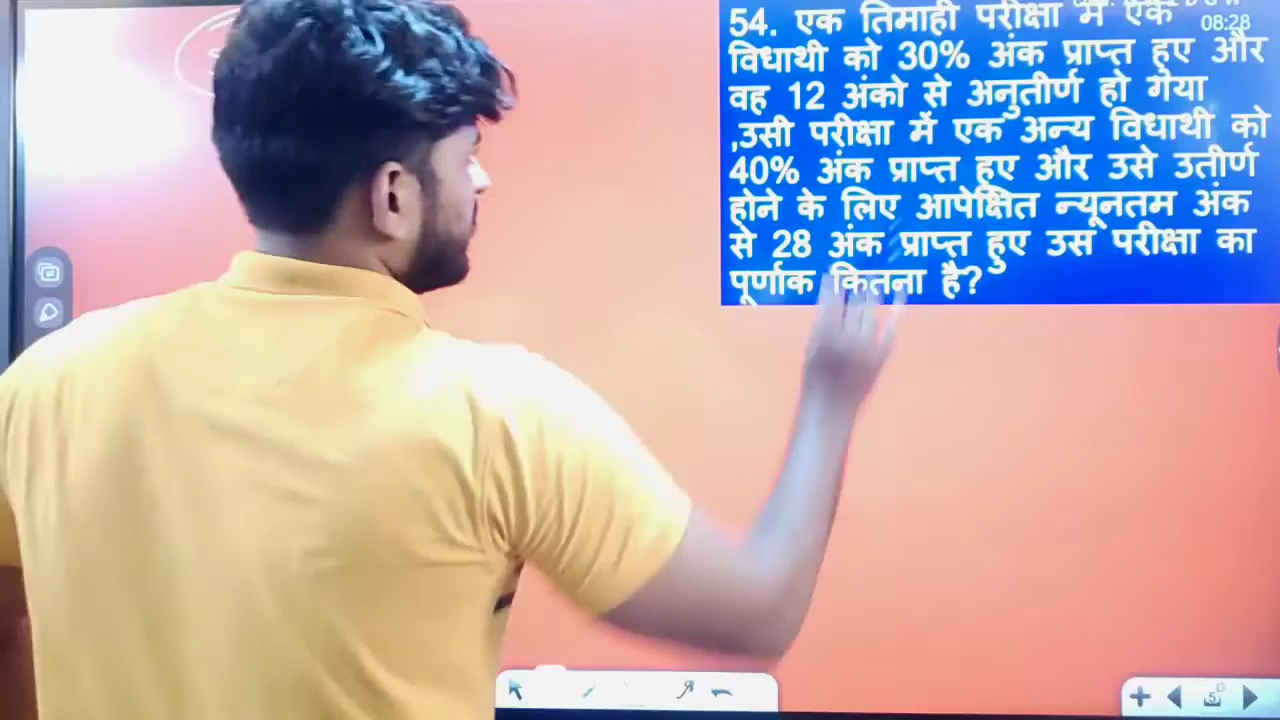 54. एक तिमाही परीक्षा में एक
08:28
विधाथी को 30% अंक प्राप्त हुए और
वह 12 अंको से अनुतीर्ण हो गया
,उसी परीक्षा में एक अन्य विधाथी को
40% अंक प्राप्त हुए और उसे उतीर्ण
होने के लिए आपेक्षित न्यूनतम अंक
से 28 अंक प्राप्त हुए उस परीक्षा का
पूर्णाक कितना है?
5